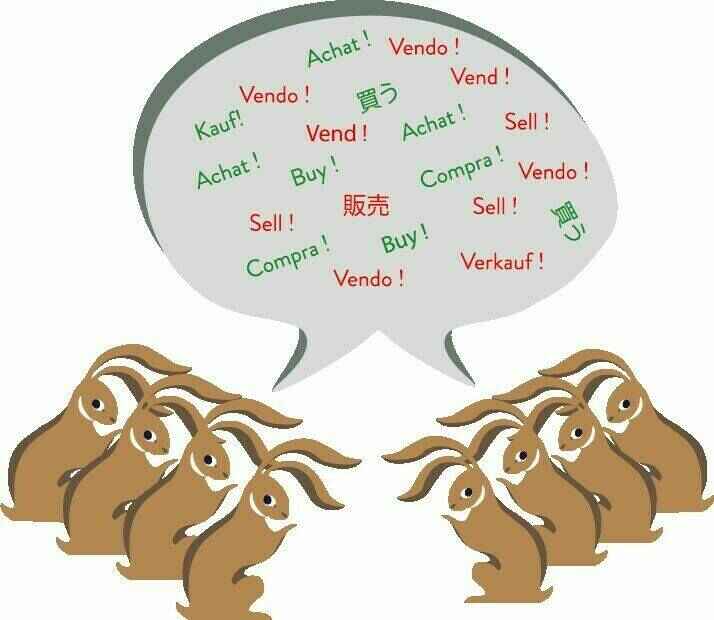 Achat !
Vendo !
Vend !
Vendo !
買う
Kauf!
Vend !
Achat !
Sell !
Achat !
Buy !
Compra !
Vendo !
販売
Sell !
Sell !
買う
Compra !
Buy !
Verkauf !
Vendo !